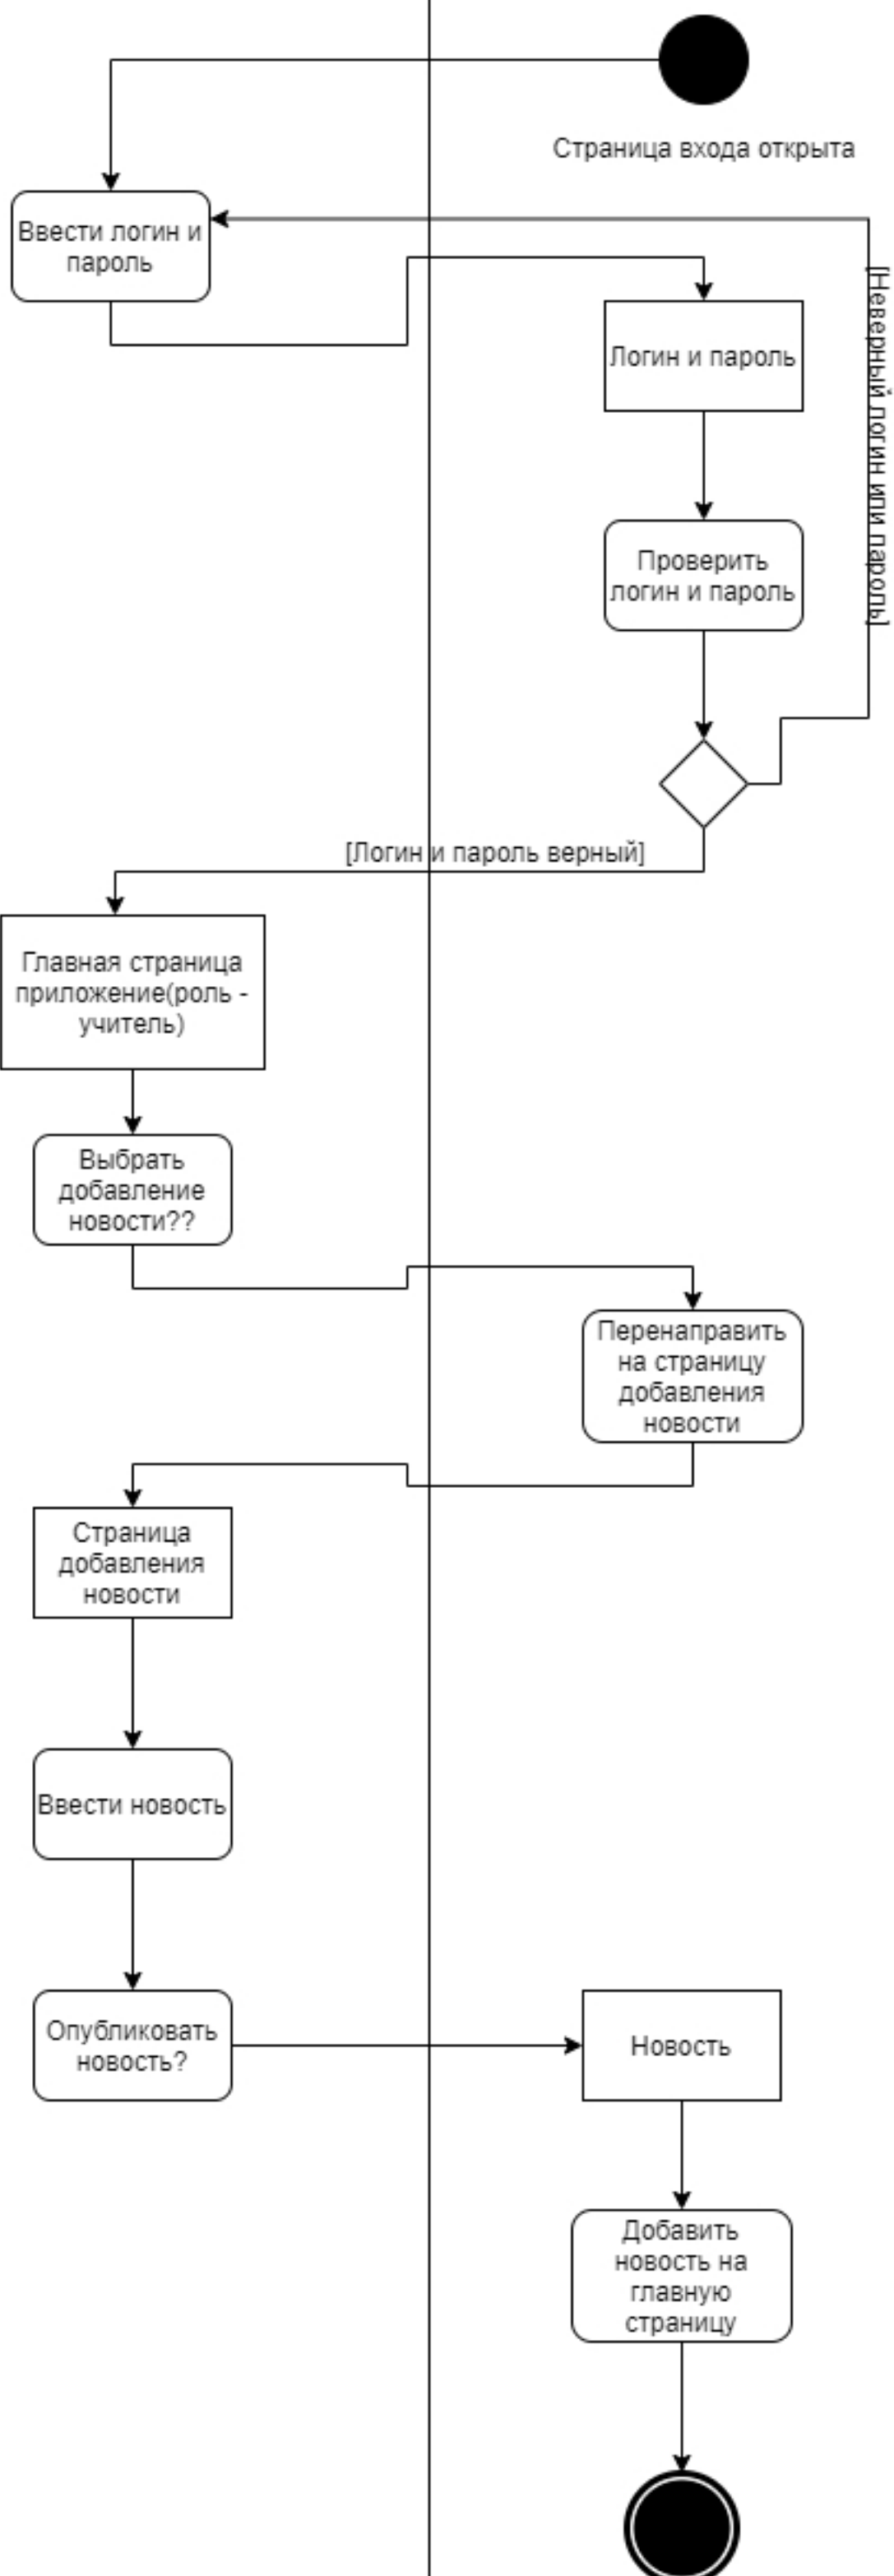 Страница входа открыта
Ввести логин и
пароль
Логин и пароль
[Неверный логин или пароль]
Проверить
логин и пароль
[Логин и пароль верный]
Главная страница
приложение(роль -
учитель)
Выбрать
добавление
новости??
Перенаправить
на страницу
добавления
новости
Страница
добавления
новости
Ввести новость
Опубликовать
новость?
Новость
Добавить
новость на
главную
страницу